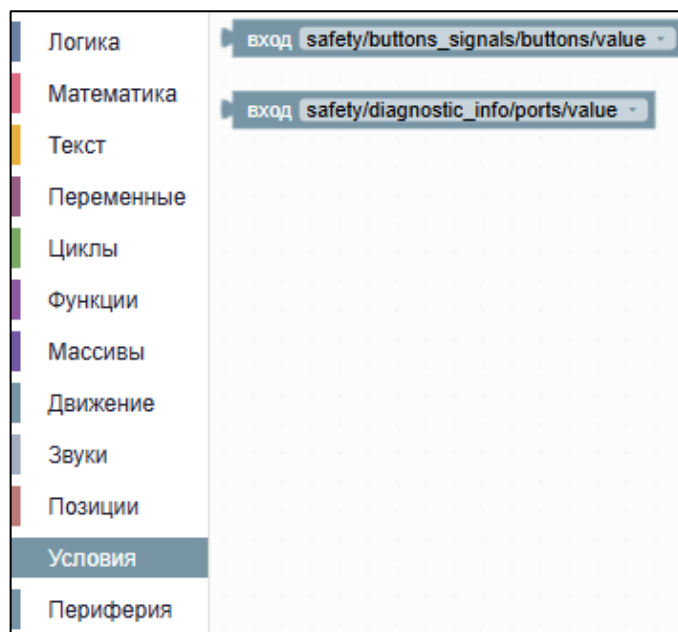 Логика
Математика
Текст
Переменные
Циклы
Функции
Массивы
Движение
Звуки
Позиции
Условия
Периферия
вход safety/buttons_signals/buttons/value
вход safety/diagnostic_info/ports/value